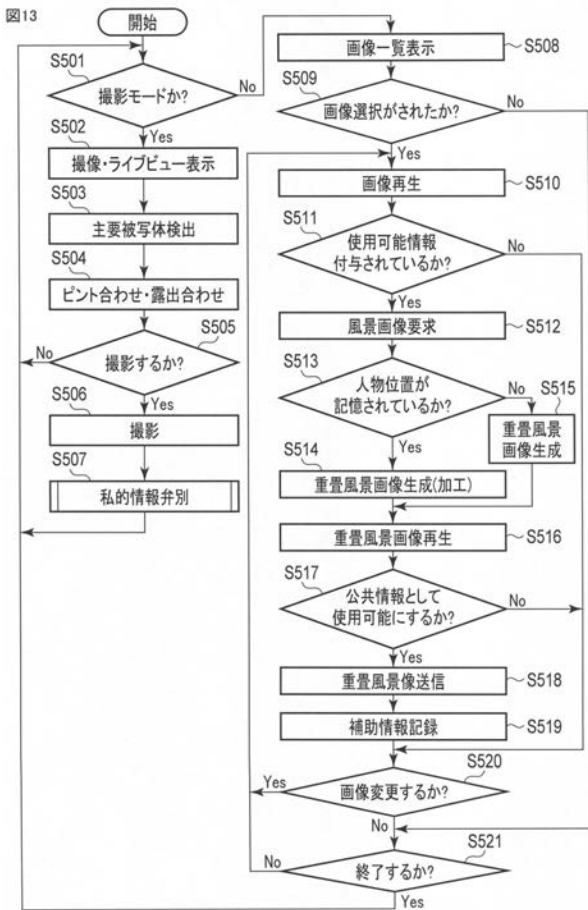 図13
開始
S501
撮影モードか?
No
Yes
S502
撮像・ライブビュー表示
S503
主要被写体検出
S504
ピント合わせ・露出合わせ
S505
No
撮影するか?
Yes
S506
撮影
S507
私的情報弁別
画像一覧表示
S508
S509
画像選択がされたか?
No
Yes
画像再生
S510
S511
使用可能情報
付与されているか?
No
Yes
風景画像要求
S512
S513
人物位置が
記憶されているか?
No
S515
重畳風景
画像生成
Yes
S514
重畳風景画像生成(加工)
重畳風景画像再生
S516
S517
公共情報として
使用可能にするか?
No
Yes
重畳風景像送信
S518
補助情報記録
S519
S520
Yes
画像変更するか?
No
S521
No
終了するか?
Yes